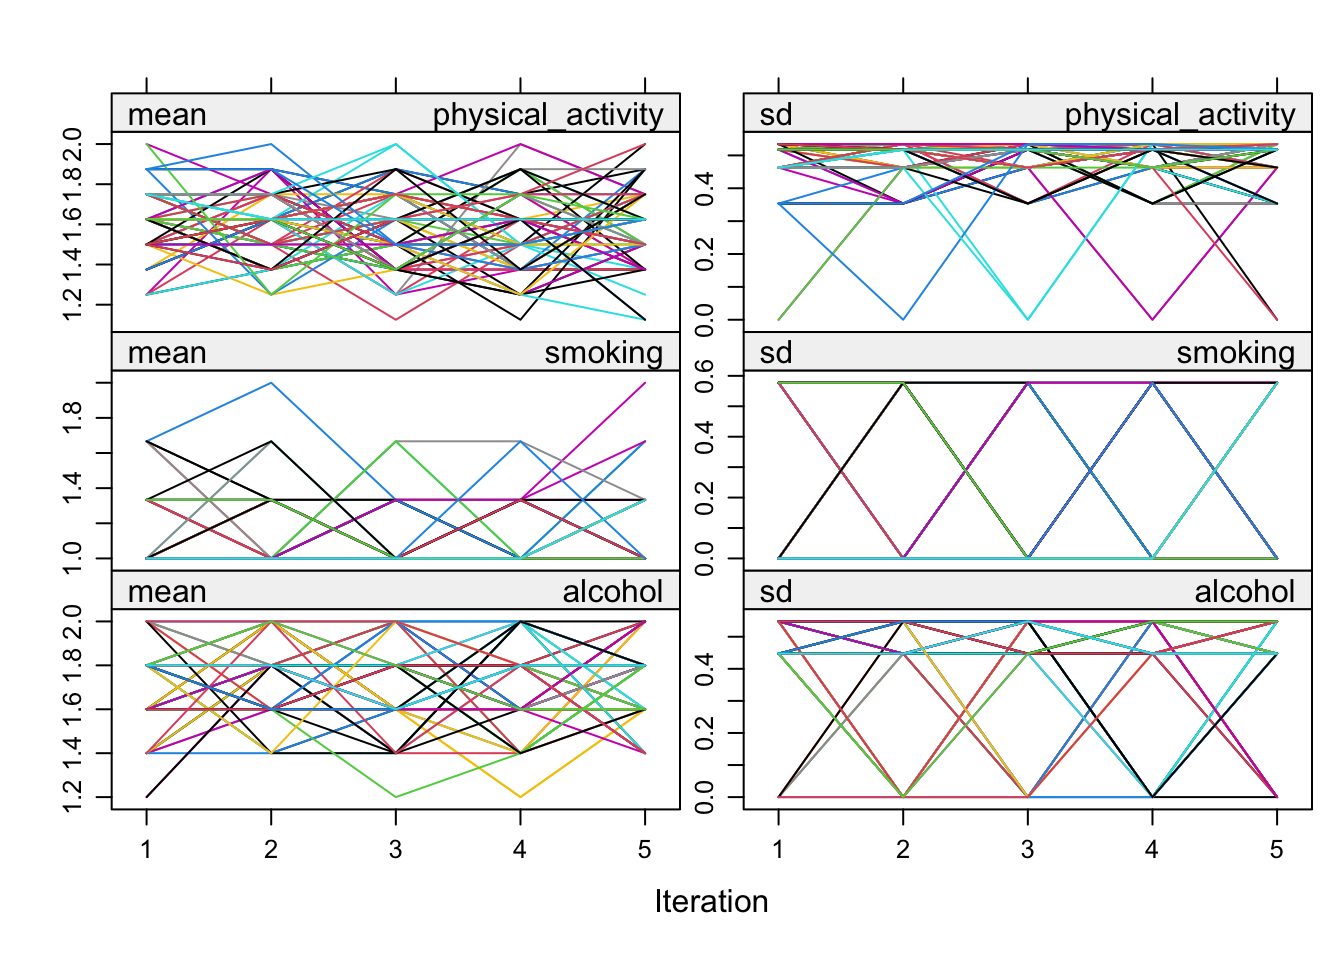 mean physical_activity
sd physical_activity
1.2 1.4 1.6 1.8 2.0
0.0 0.2 0.4
mean smoking
sd smoking
1.0 1.4 1.8
0.0 0.2 0.4 0.6
mean alcohol
sd alcohol
1.2 1.4 1.6 1.8 2.0
0.0 0.2 0.4
1 2 3 4 5
1 2 3 4 5
Iteration